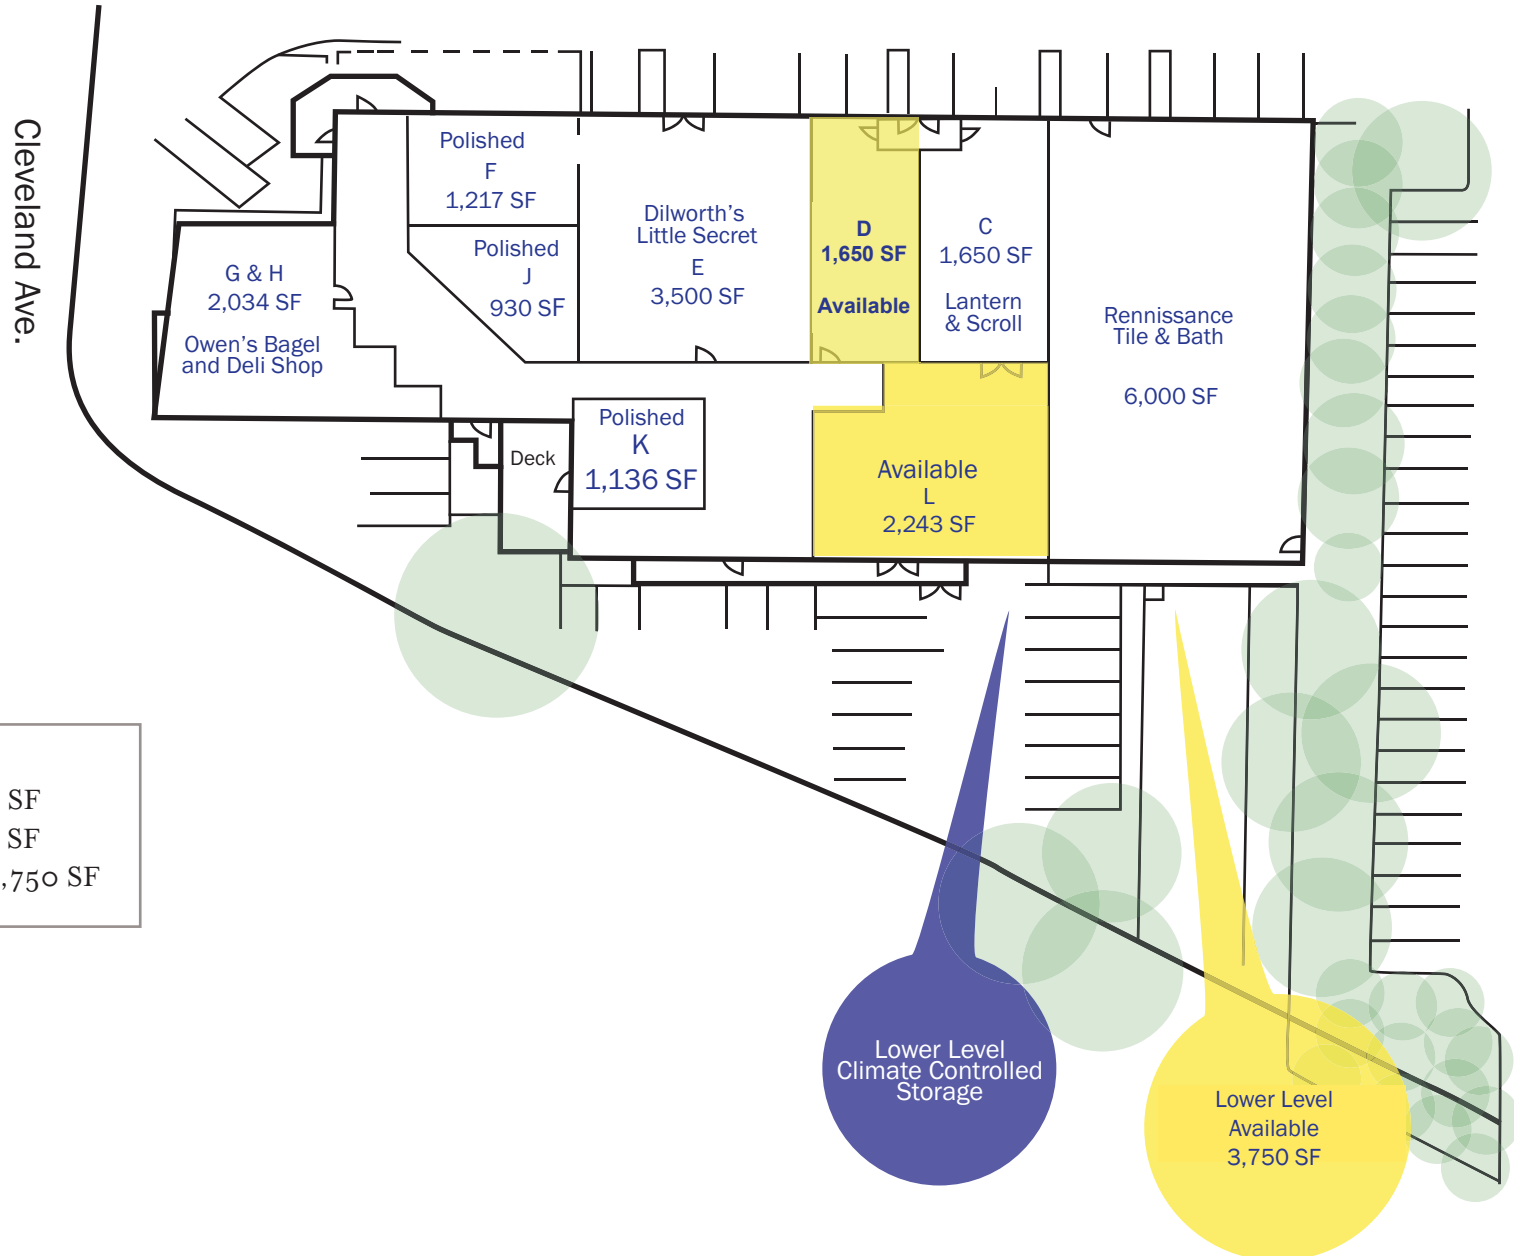 Cleveland Ave.
Polished
F
1,217 SF
Polished
J
930 SF
G & H
2,034 SF
Owen's Bagel
and Deli Shop
Dilworth's
Little Secret
E
3,500 SF
D
1,650 SF
Available
C
1,650 SF
Lantern
& Scroll
Rennissance
Tile & Bath
6,000 SF
Deck
Polished
K
1,136 SF
Available
L
2,243 SF
SF
SF
,750 SF
Lower Level
Climate Controlled
Storage
Lower Level
Available
3,750 SF